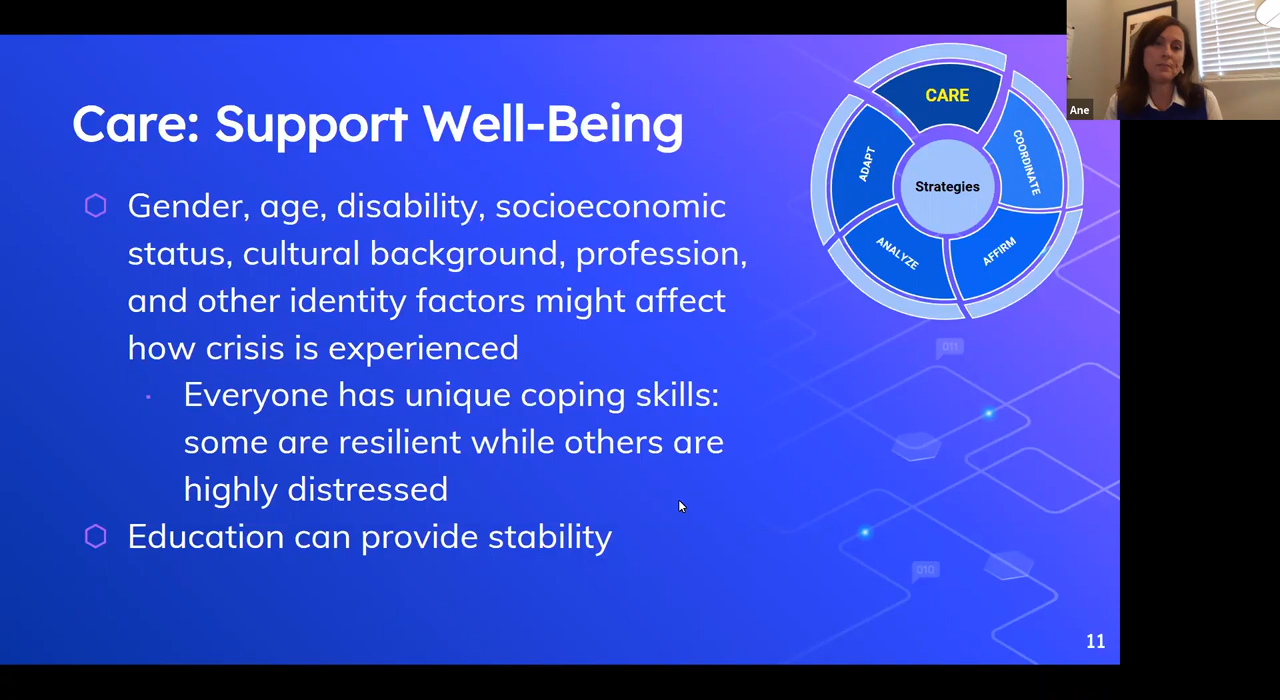 Care: Support Well-Being
Gender, age, disability, socioeconomic
status, cultural background, profession,
and other identity factors might affect
how crisis is experienced
Everyone has unique coping skills:
some are resilient while others are
highly distressed
Education can provide stability
CARE
COORDINATE
AFFIRM
ANALYZE
ADAPT
Strategies
Ane
011
010
11